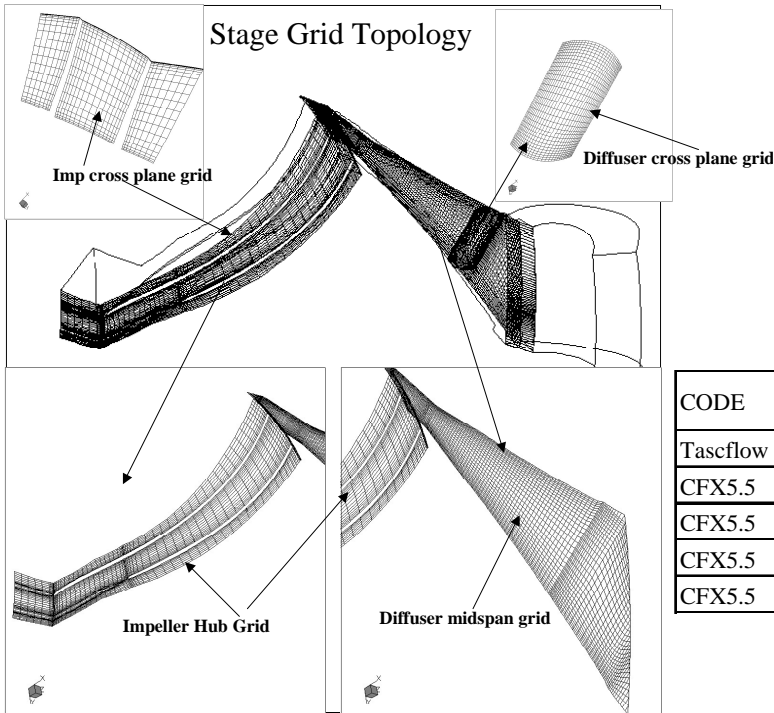 Stage Grid Topology
Imp cross plane grid
Diffuser cross plane grid
Impeller Hub Grid
Diffuser midspan grid
CODE
Tascflow
CFX5.5
CFX5.5
CFX5.5
CFX5.5